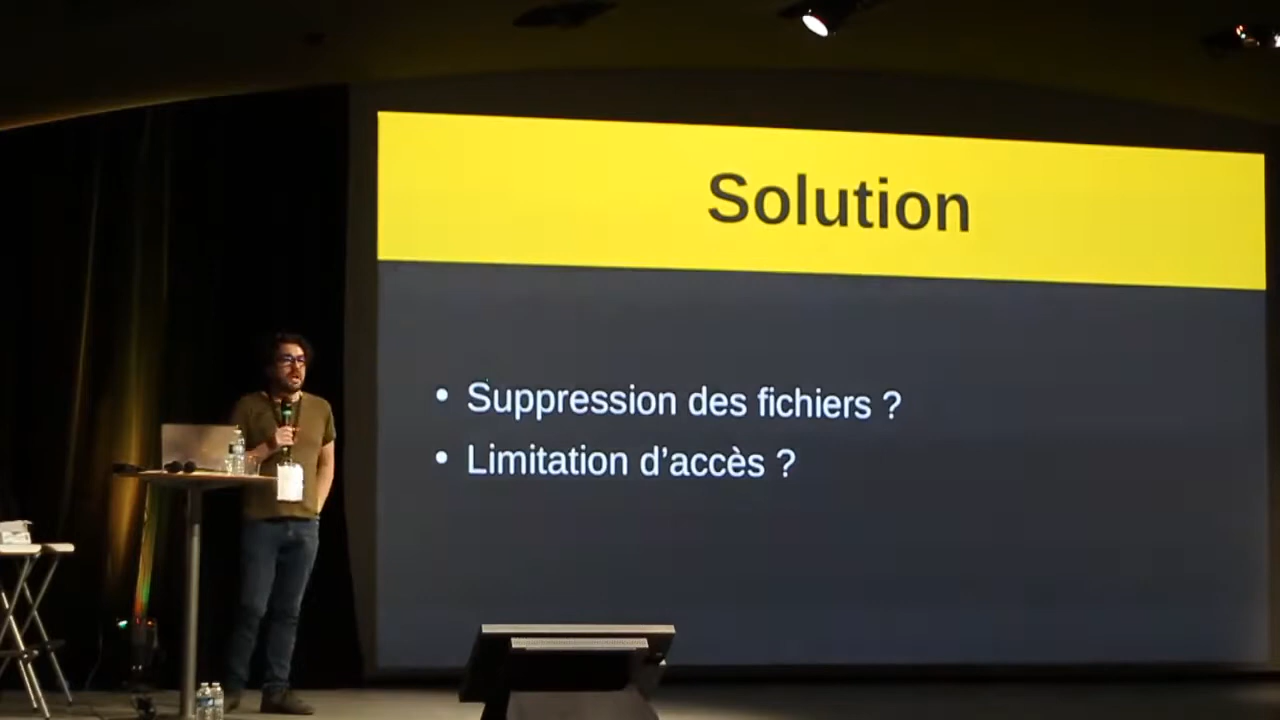 Solution
• Suppression des fichiers ?
• Limitation d’accès ?